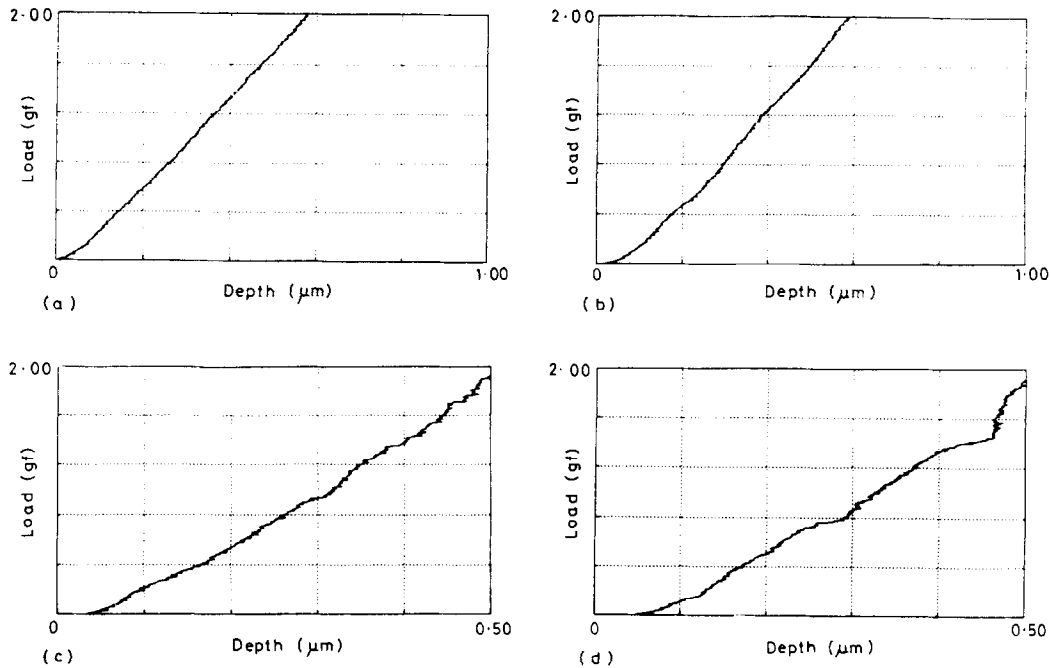 2·00
Load (gf)
0
1·00
Depth (μm)
(a)
2·00
Load (gf)
0
1·00
Depth (μm)
(b)
2·00
Load (gf)
0
0.50
Depth (μm)
(c)
2·00
Load (gf)
0
0.50
Depth (μm)
(d)